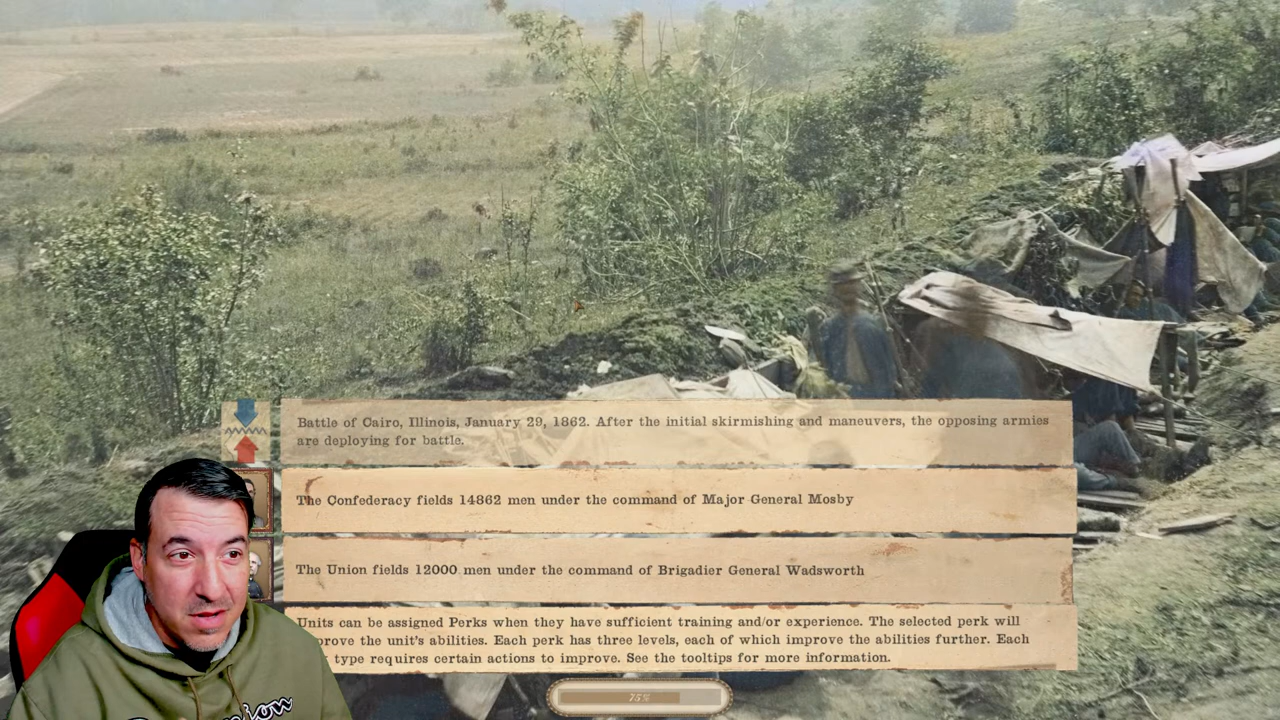 Battle of Cairo, Illinois, January 29, 1862. After the initial skirmishing and maneuvers, the opposing armies
are deploying for battle.
The Confederacy fields 14862 men under the command of Major General Mosby
The Union fields 12000 men under the command of Brigadier General Wadsworth
Units can be assigned Perks when they have sufficient training and/or experience. The selected perk will
prove the unit's abilities. Each perk has three levels, each of which improve the abilities further. Each
type requires certain actions to improve. See the tooltips for more information.
75%